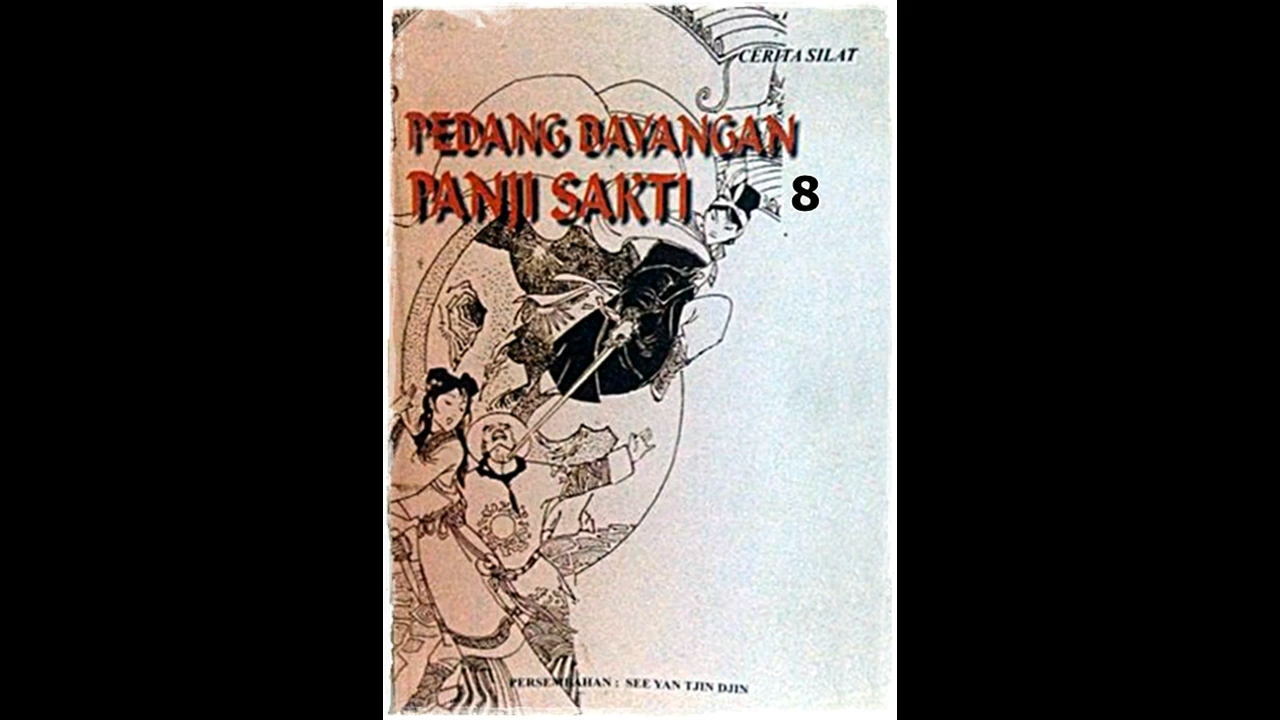 CERITA SILAT
PEDANG BAYANGAN
PANJI SAKTI
8
PERSEMBAHAN : SEE YAN TJIN DJIN